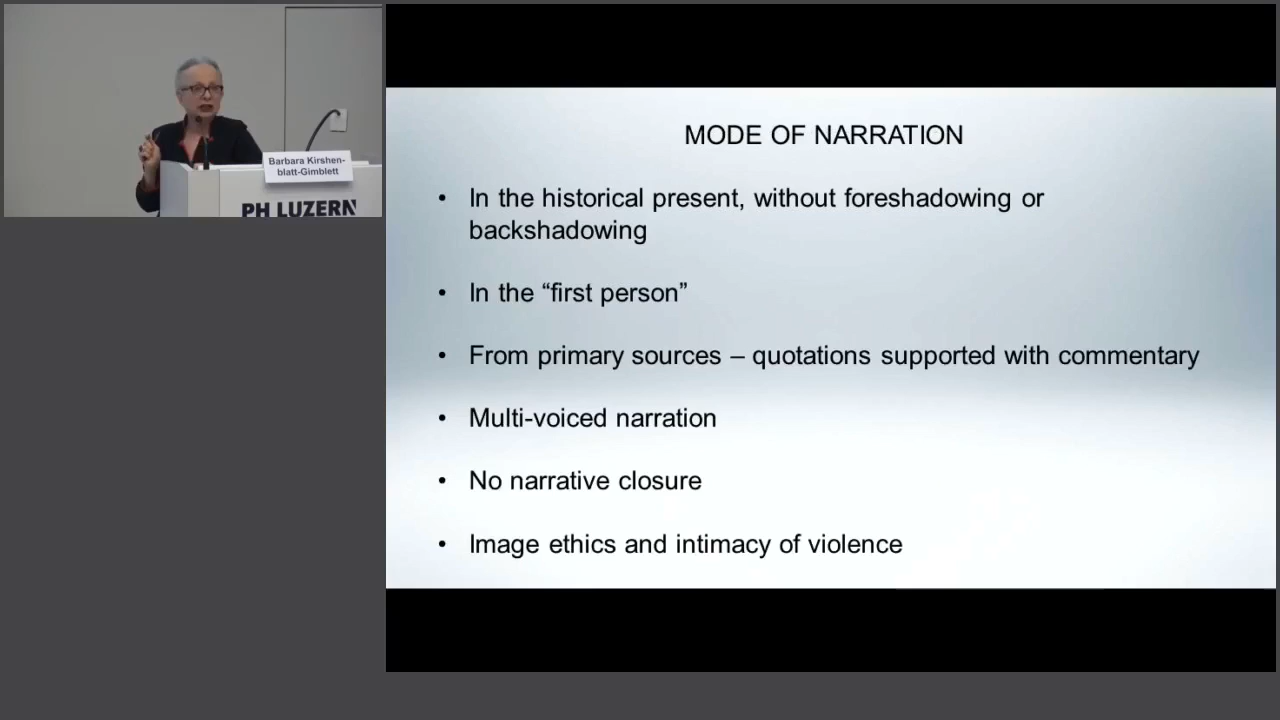 Barbara Kirshen-
blatt-Gimblett
PH LUZERN
MODE OF NARRATION
• In the historical present, without foreshadowing or
backshadowing
• In the “first person”
• From primary sources – quotations supported with commentary
• Multi-voiced narration
• No narrative closure
• Image ethics and intimacy of violence